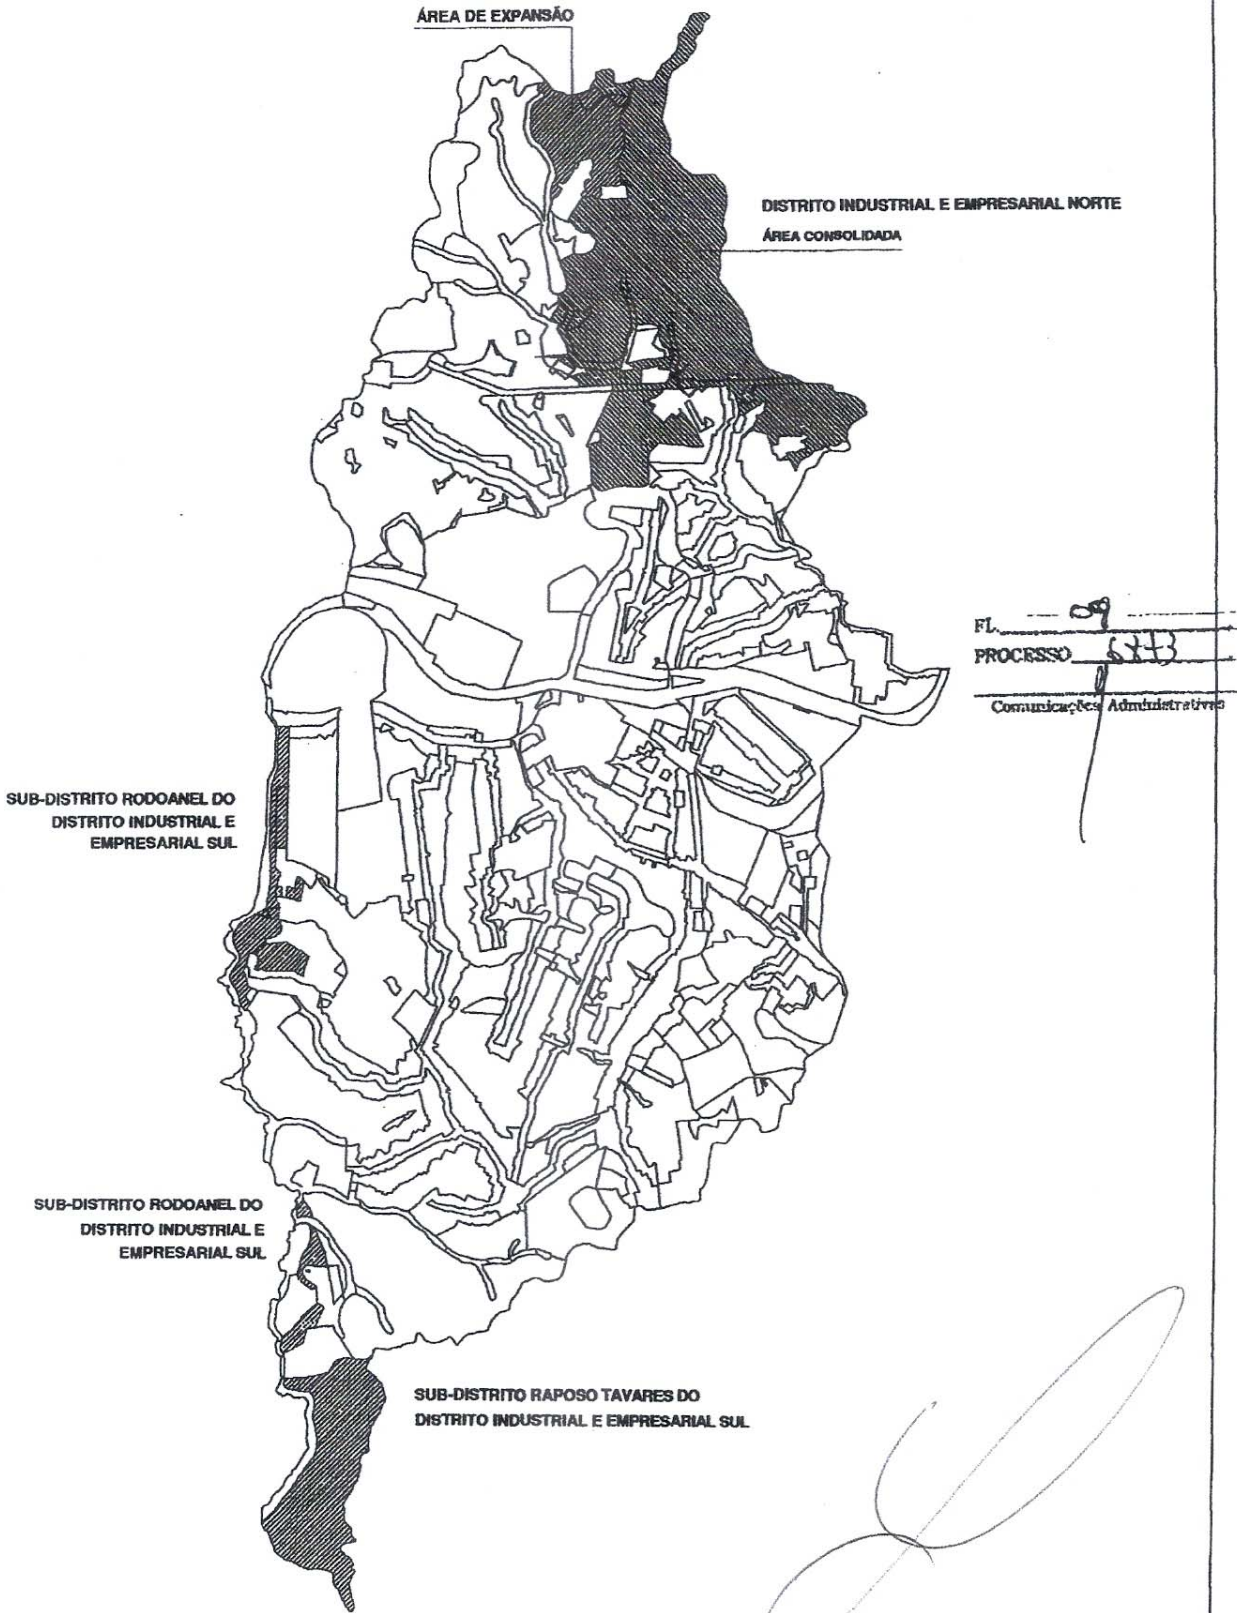 ÁREA DE EXPANSÃO
DISTRITO INDUSTRIAL E EMPRESARIAL NORTE
ÁREA CONSOLIDADA
FL. 09
PROCESSO
Comunicações Administrativas
SUB-DISTRITO RODOANEL DO
DISTRITO INDUSTRIAL E
EMPRESARIAL SUL
SUB-DISTRITO RODOANEL DO
DISTRITO INDUSTRIAL E
EMPRESARIAL SUL
SUB-DISTRITO RAPOSO TAVARES DO
DISTRITO INDUSTRIAL E EMPRESARIAL SUL